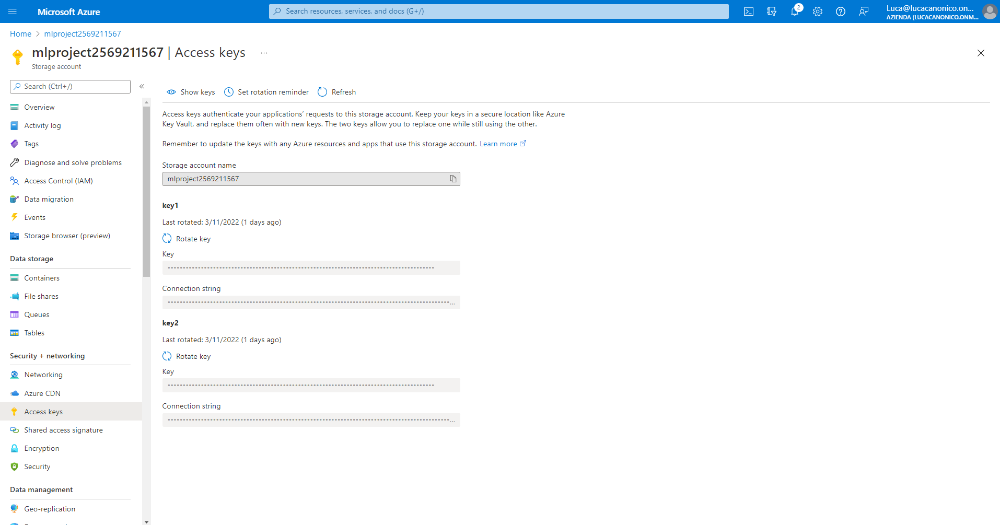 Microsoft Azure
Search resources, services, and docs (G+/)
2
Luca@lucacanonico.on...
AZIENDA (LUCACANONICO.ONM...
Home > mlproject2569211567
mlproject2569211567 | Access keys ...
Storage account
Search (Ctrl+/)
«
Overview
Activity log
Tags
Diagnose and solve problems
Access Control (IAM)
Data migration
Events
Storage browser (preview)
Data storage
Containers
File shares
Queues
Tables
Security + networking
Networking
Azure CDN
Access keys
Shared access signature
Encryption
Security
Data management
Geo-replication
Show keys
Set rotation reminder
Refresh
Access keys authenticate your applications’ requests to this storage account. Keep your keys in a secure location like Azure
Key Vault, and replace them often with new keys. The two keys allow you to replace one while still using the other.
Remember to update the keys with any Azure resources and apps that use this storage account. Learn more
Storage account name
mlproject2569211567
key1
Last rotated: 3/11/2022 (1 days ago)
Rotate key
Key
Connection string
...
key2
Last rotated: 3/11/2022 (1 days ago)
Rotate key
Key
Connection string
...